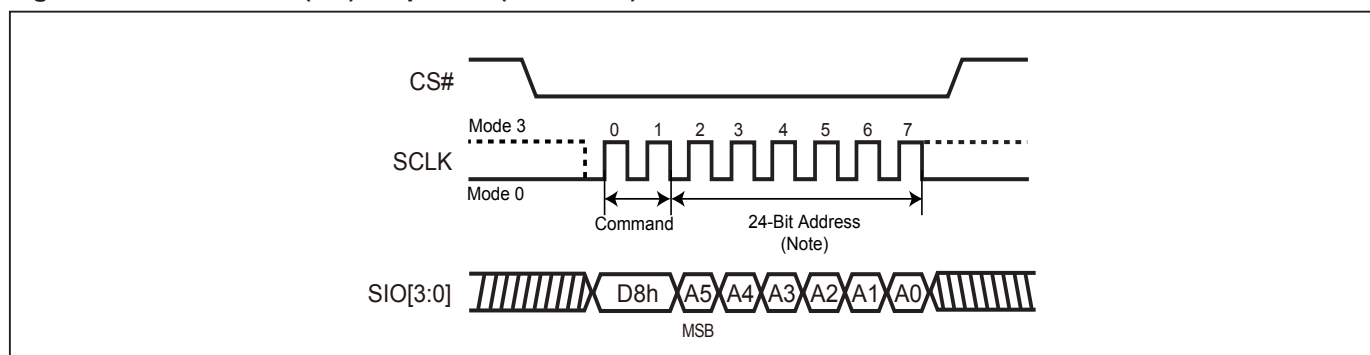 CS#
Mode 3
0 1 2 3 4 5 6 7
SCLK
Mode 0
Command
24-Bit Address
(Note)
SIO[3:0]
D8h A5 A4 A3 A2 A1 A0
MSB